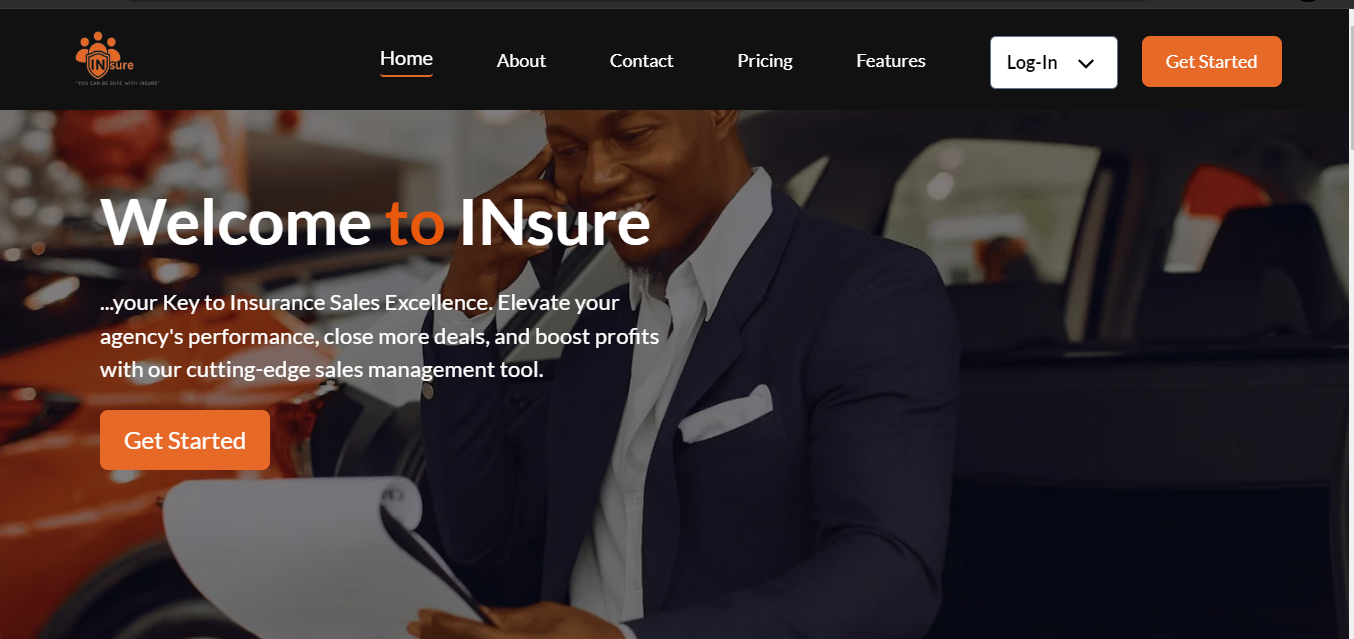 INsure
"YOU CAN BE SURE WITH INSURE"
Home About Contact Pricing Features Log-In Get Started
Welcome to INsure
...your Key to Insurance Sales Excellence. Elevate your
agency's performance, close more deals, and boost profits
with our cutting-edge sales management tool.
Get Started